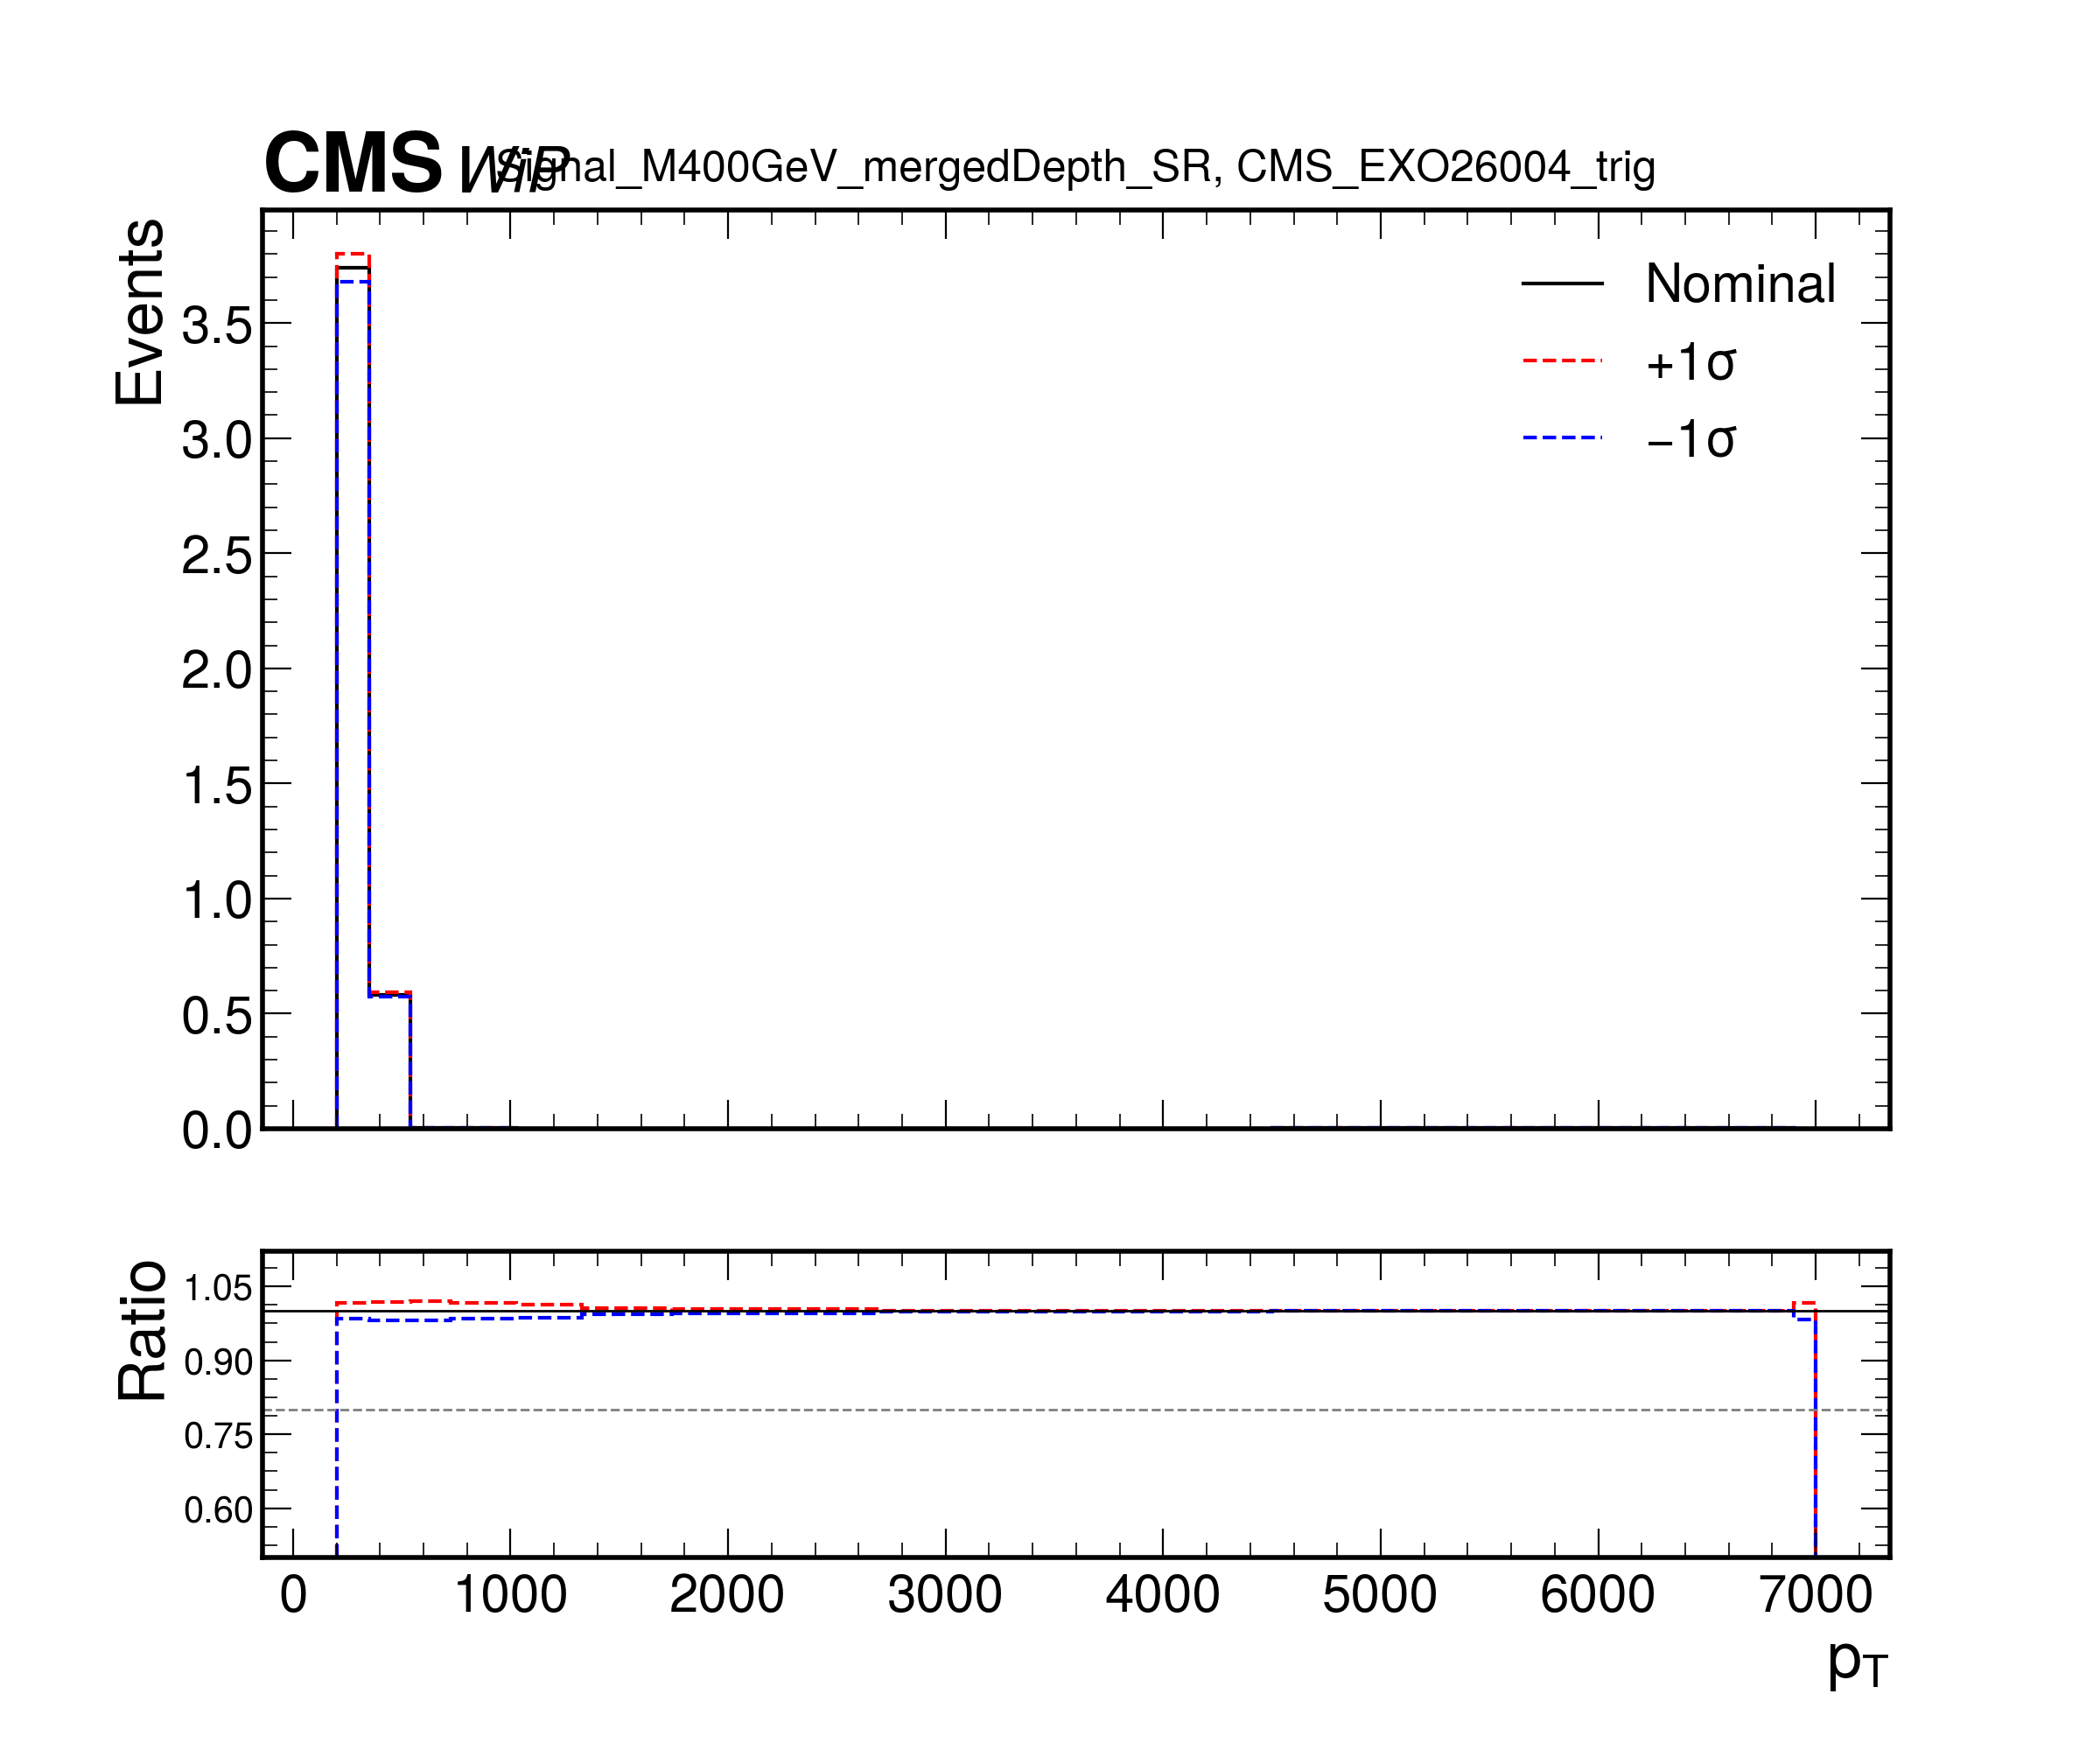 CMS WiP Signal_M400GeV_mergedDepth_SR, CMS_EXO26004_trig
Events
3.5
3.0
2.5
2.0
1.5
1.0
0.5
0.0
Nominal
+1σ
−1σ
Ratio
1.05
0.90
0.75
0.60
0 1000 2000 3000 4000 5000 6000 7000
pT